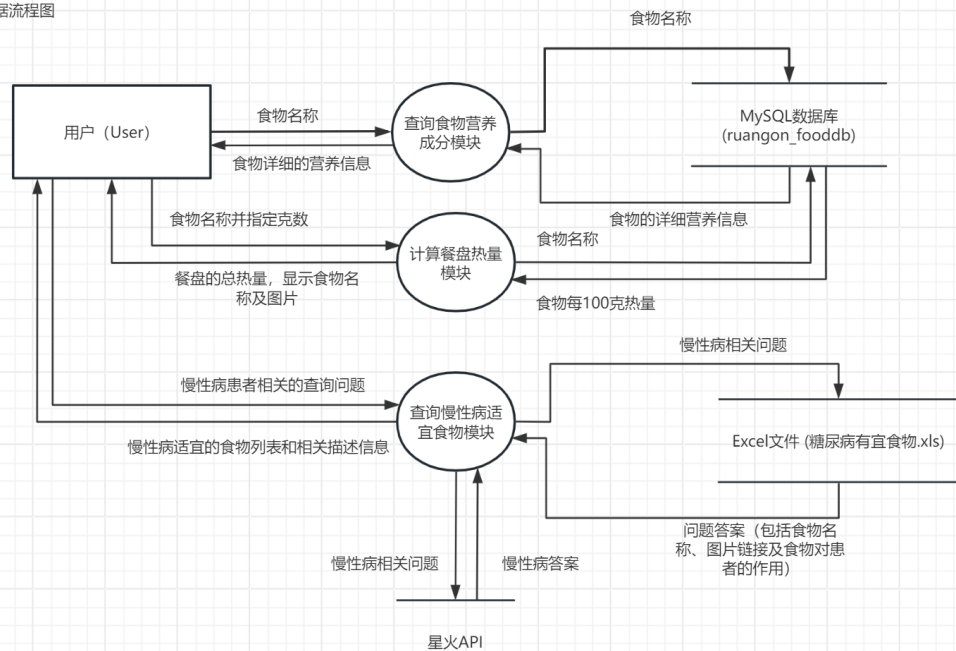 据流程图
食物名称
用户（User）
食物名称
食物详细的营养信息
查询食物营养
成分模块
MySQL数据库
(ruangon_fooddb)
食物的详细营养信息
食物名称并指定克数
餐盘的总热量，显示食物名
称及图片
计算餐盘热量
模块
食物名称
食物每100克热量
慢性病相关问题
慢性病患者相关的查询问题
慢性病适宜的食物列表和相关描述信息
查询慢性病适
宜食物模块
Excel文件 (糖尿病有宜食物.xls)
问题答案（包括食物名
称、图片链接及食物对患
者的作用）
慢性病相关问题
慢性病答案
星火API